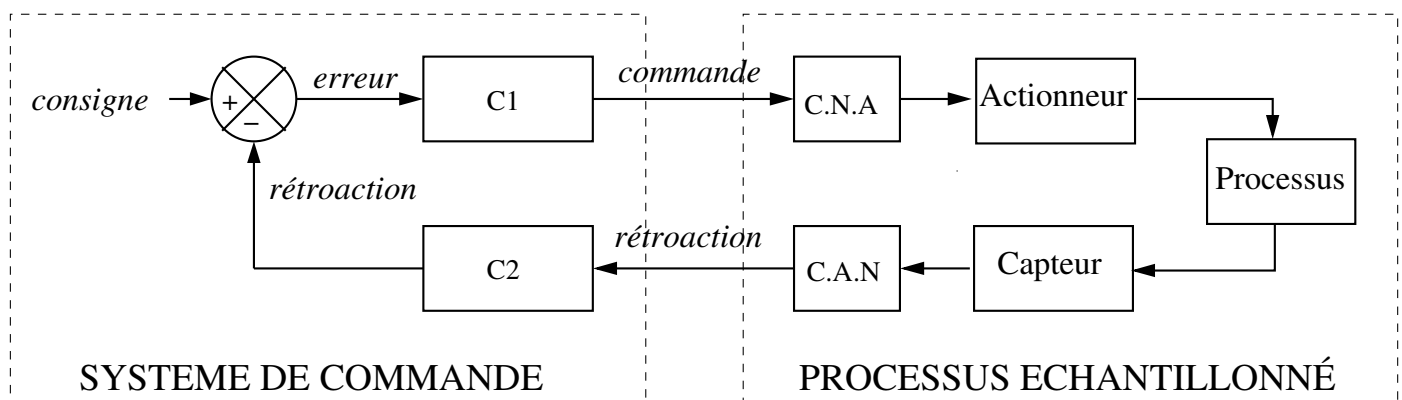 consigne
+
−
erreur
C1
commande
C.N.A
Actionneur
Processus
rétroaction
C2
rétroaction
C.A.N
Capteur
SYSTEME DE COMMANDE
PROCESSUS ECHANTILLONNÉ